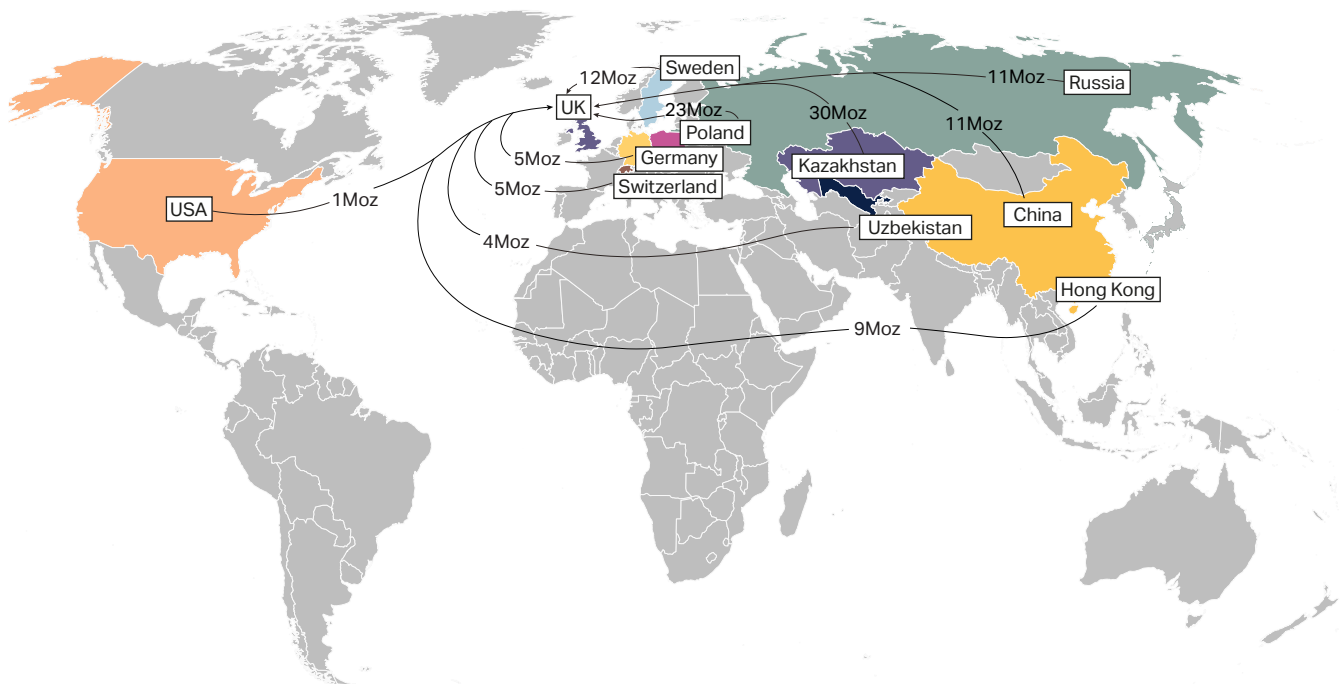 Sweden
12Moz
11Moz
Russia
UK
23Moz
30Moz
11Moz
Poland
5Moz
Germany
Kazakhstan
5Moz
Switzerland
USA
1Moz
China
4Moz
Uzbekistan
Hong Kong
9Moz